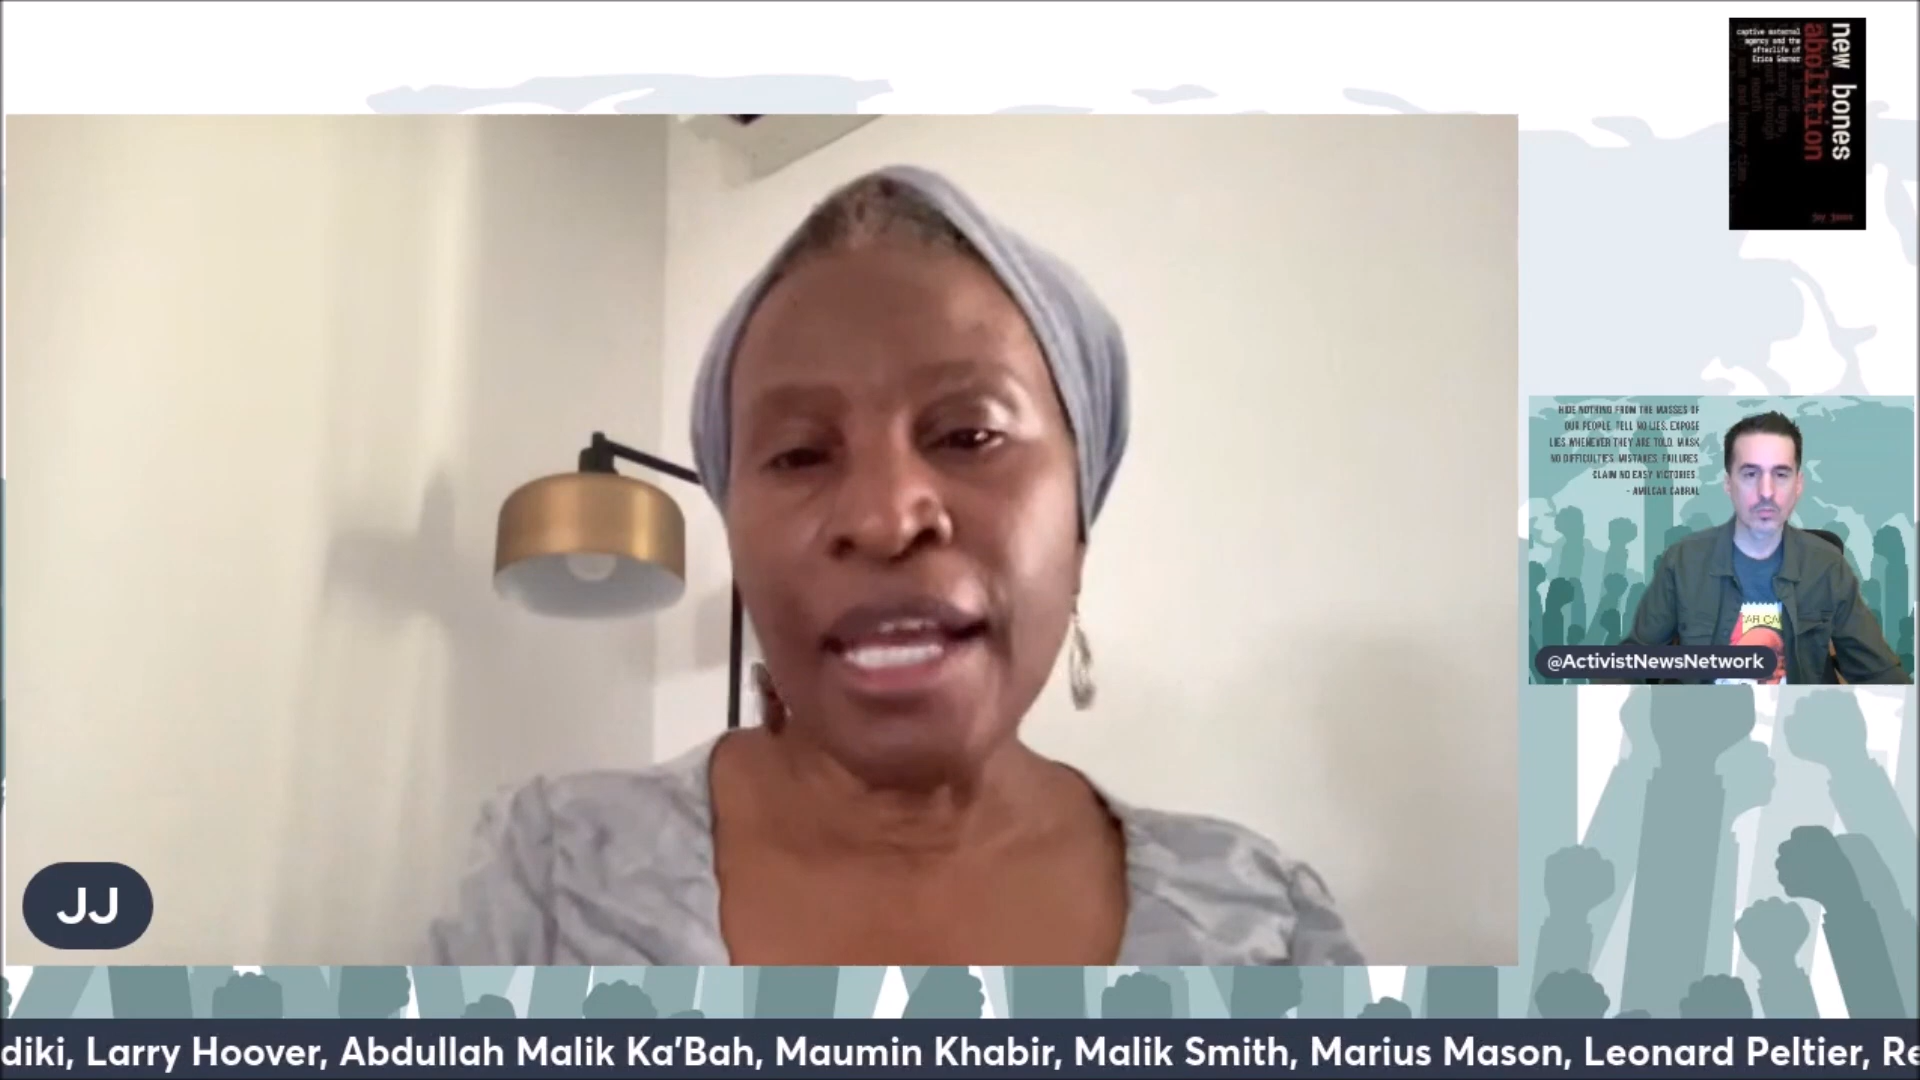 new bones
abolition
captive maternal
agency and the
afterlife of
Erica Garner
joy james
HIDE NOTHING FROM THE MASSES OF
OUR PEOPLE. TELL NO LIES. EXPOSE
LIES WHENEVER THEY ARE TOLD. MASK
NO DIFFICULTIES, MISTAKES, FAILURES.
CLAIM NO EASY VICTORIES...
- AMILCAR CABRAL
@ActivistNewsNetwork
JJ
diki, Larry Hoover, Abdullah Malik Ka'Bah, Maumin Khabir, Malik Smith, Marius Mason, Leonard Peltier, Re